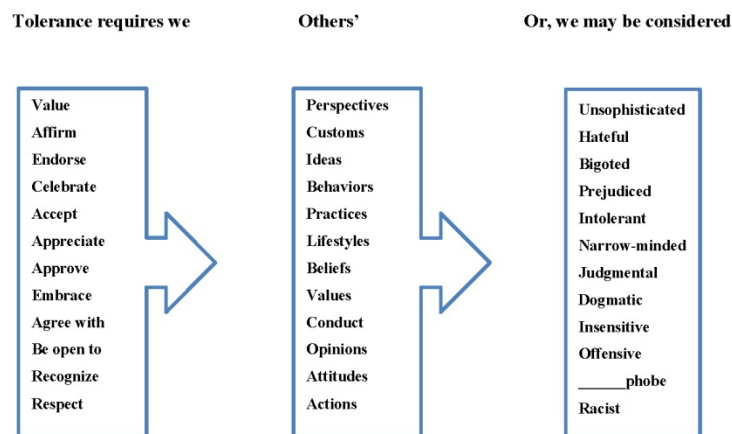 Tolerance requires we
Others’
Or, we may be considered
Value
Affirm
Endorse
Celebrate
Accept
Appreciate
Approve
Embrace
Agree with
Be open to
Recognize
Respect
Perspectives
Customs
Ideas
Behaviors
Practices
Lifestyles
Beliefs
Values
Conduct
Opinions
Attitudes
Actions
Unsophisticated
Hateful
Bigoted
Prejudiced
Intolerant
Narrow-minded
Judgmental
Dogmatic
Insensitive
Offensive
______phobe
Racist